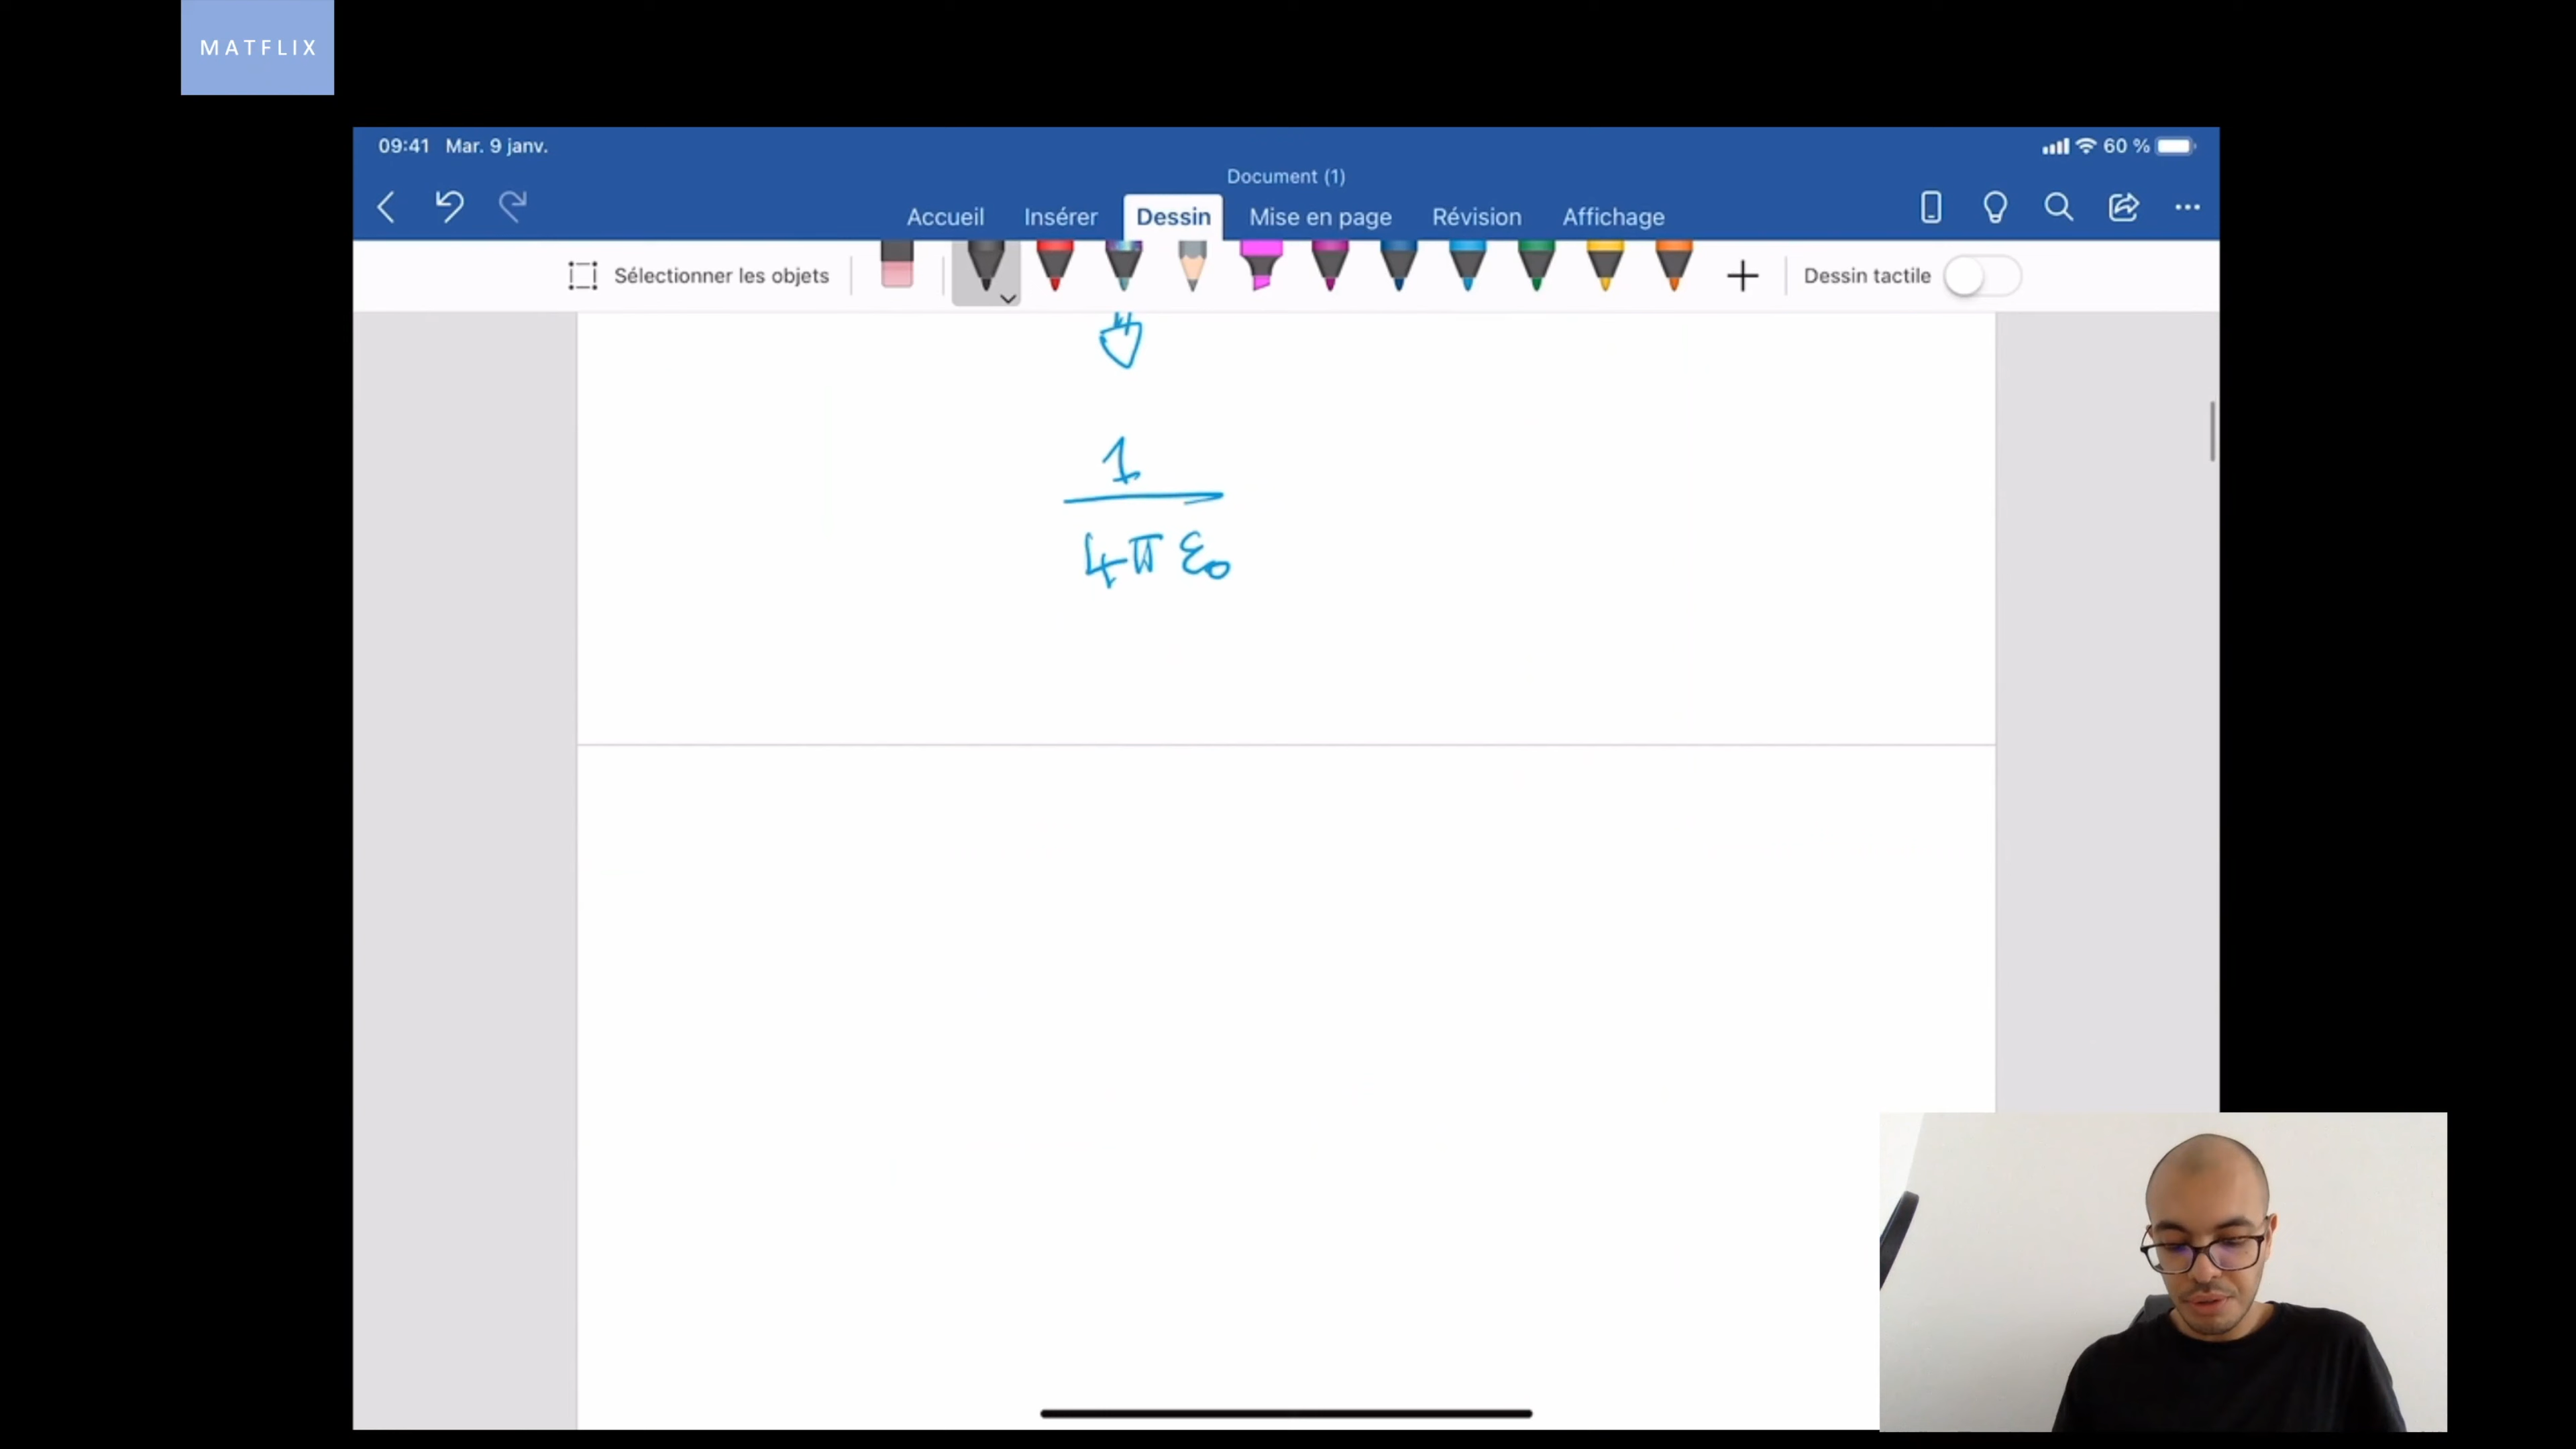 MATFLIX
09:41 Mar. 9 janv.
60 %
Document (1)
Accueil Insérer Dessin Mise en page Révision Affichage
Sélectionner les objets
Dessin tactile
1
4π ε₀